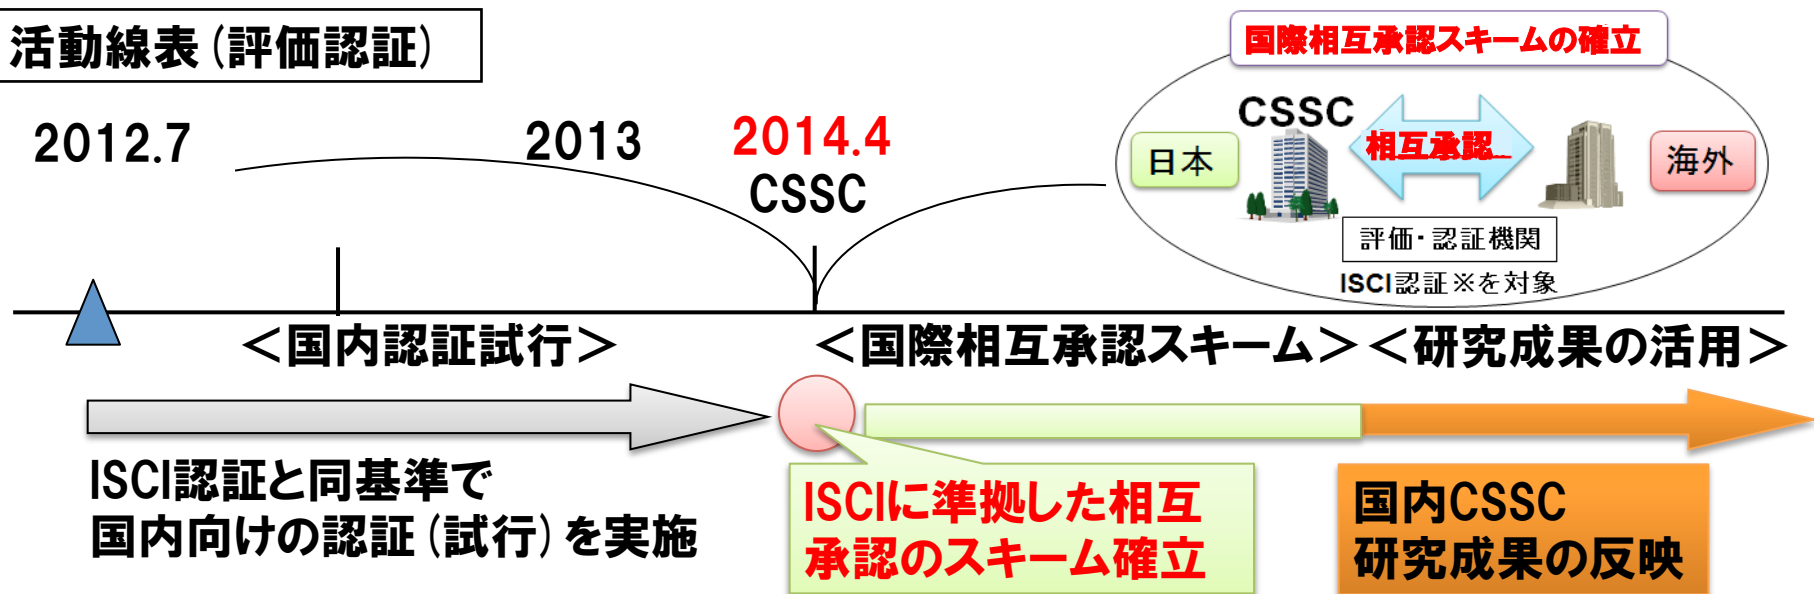 活動線表(評価認証)
国際相互承認スキームの確立
2012.7
2013
2014.4
CSSC
CSSC
相互承認
日本
海外
評価・認証機関
ISCI認証※を対象
<国内認証試行>
<国際相互承認スキーム>
<研究成果の活用>
ISCI認証と同基準で
国内向けの認証(試行)を実施
ISCIに準拠した相互
承認のスキーム確立
国内CSSC
研究成果の反映